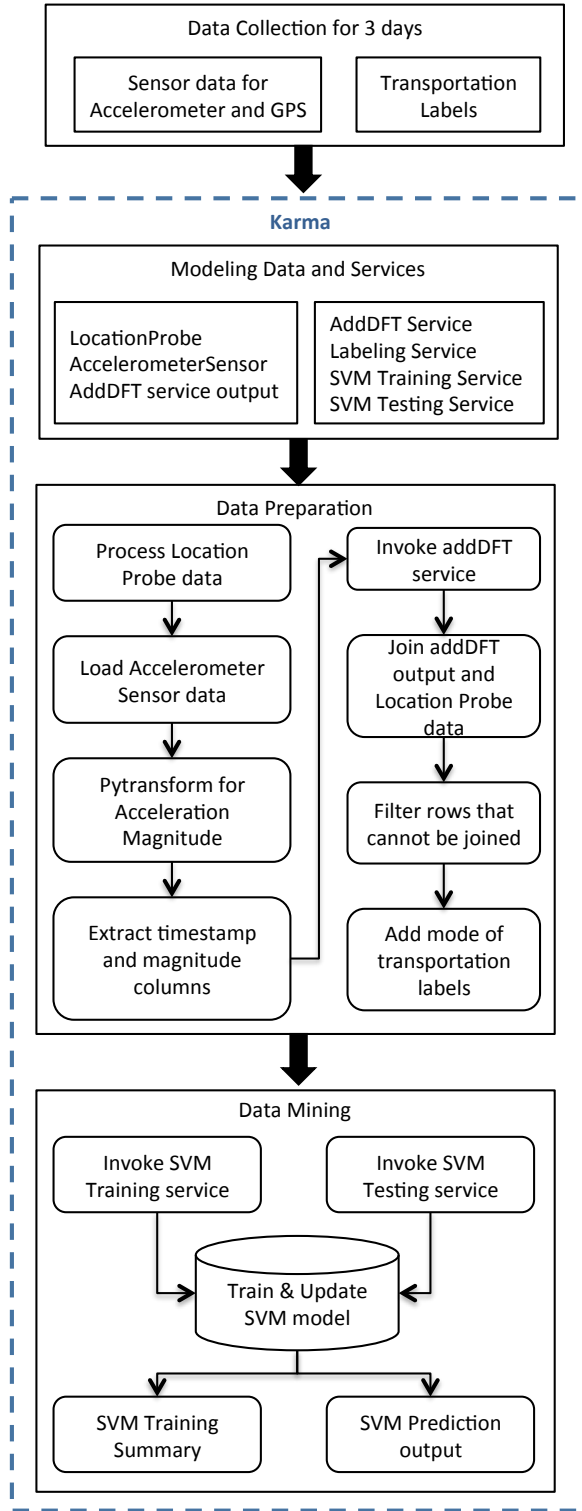 Data Collection for 3 days
Sensor data for
Accelerometer and GPS
Transportation
Labels
Karma
Modeling Data and Services
LocationProbe
AccelerometerSensor
AddDFT service output
AddDFT Service
Labeling Service
SVM Training Service
SVM Testing Service
Data Preparation
Process Location
Probe data
Load Accelerometer
Sensor data
Pytransform for
Acceleration
Magnitude
Extract timestamp
and magnitude
columns
Invoke addDFT
service
Join addDFT
output and
Location Probe
data
Filter rows that
cannot be joined
Add mode of
transportation
labels
Data Mining
Invoke SVM
Training service
Invoke SVM
Testing service
Train & Update
SVM model
SVM Training
Summary
SVM Prediction
output